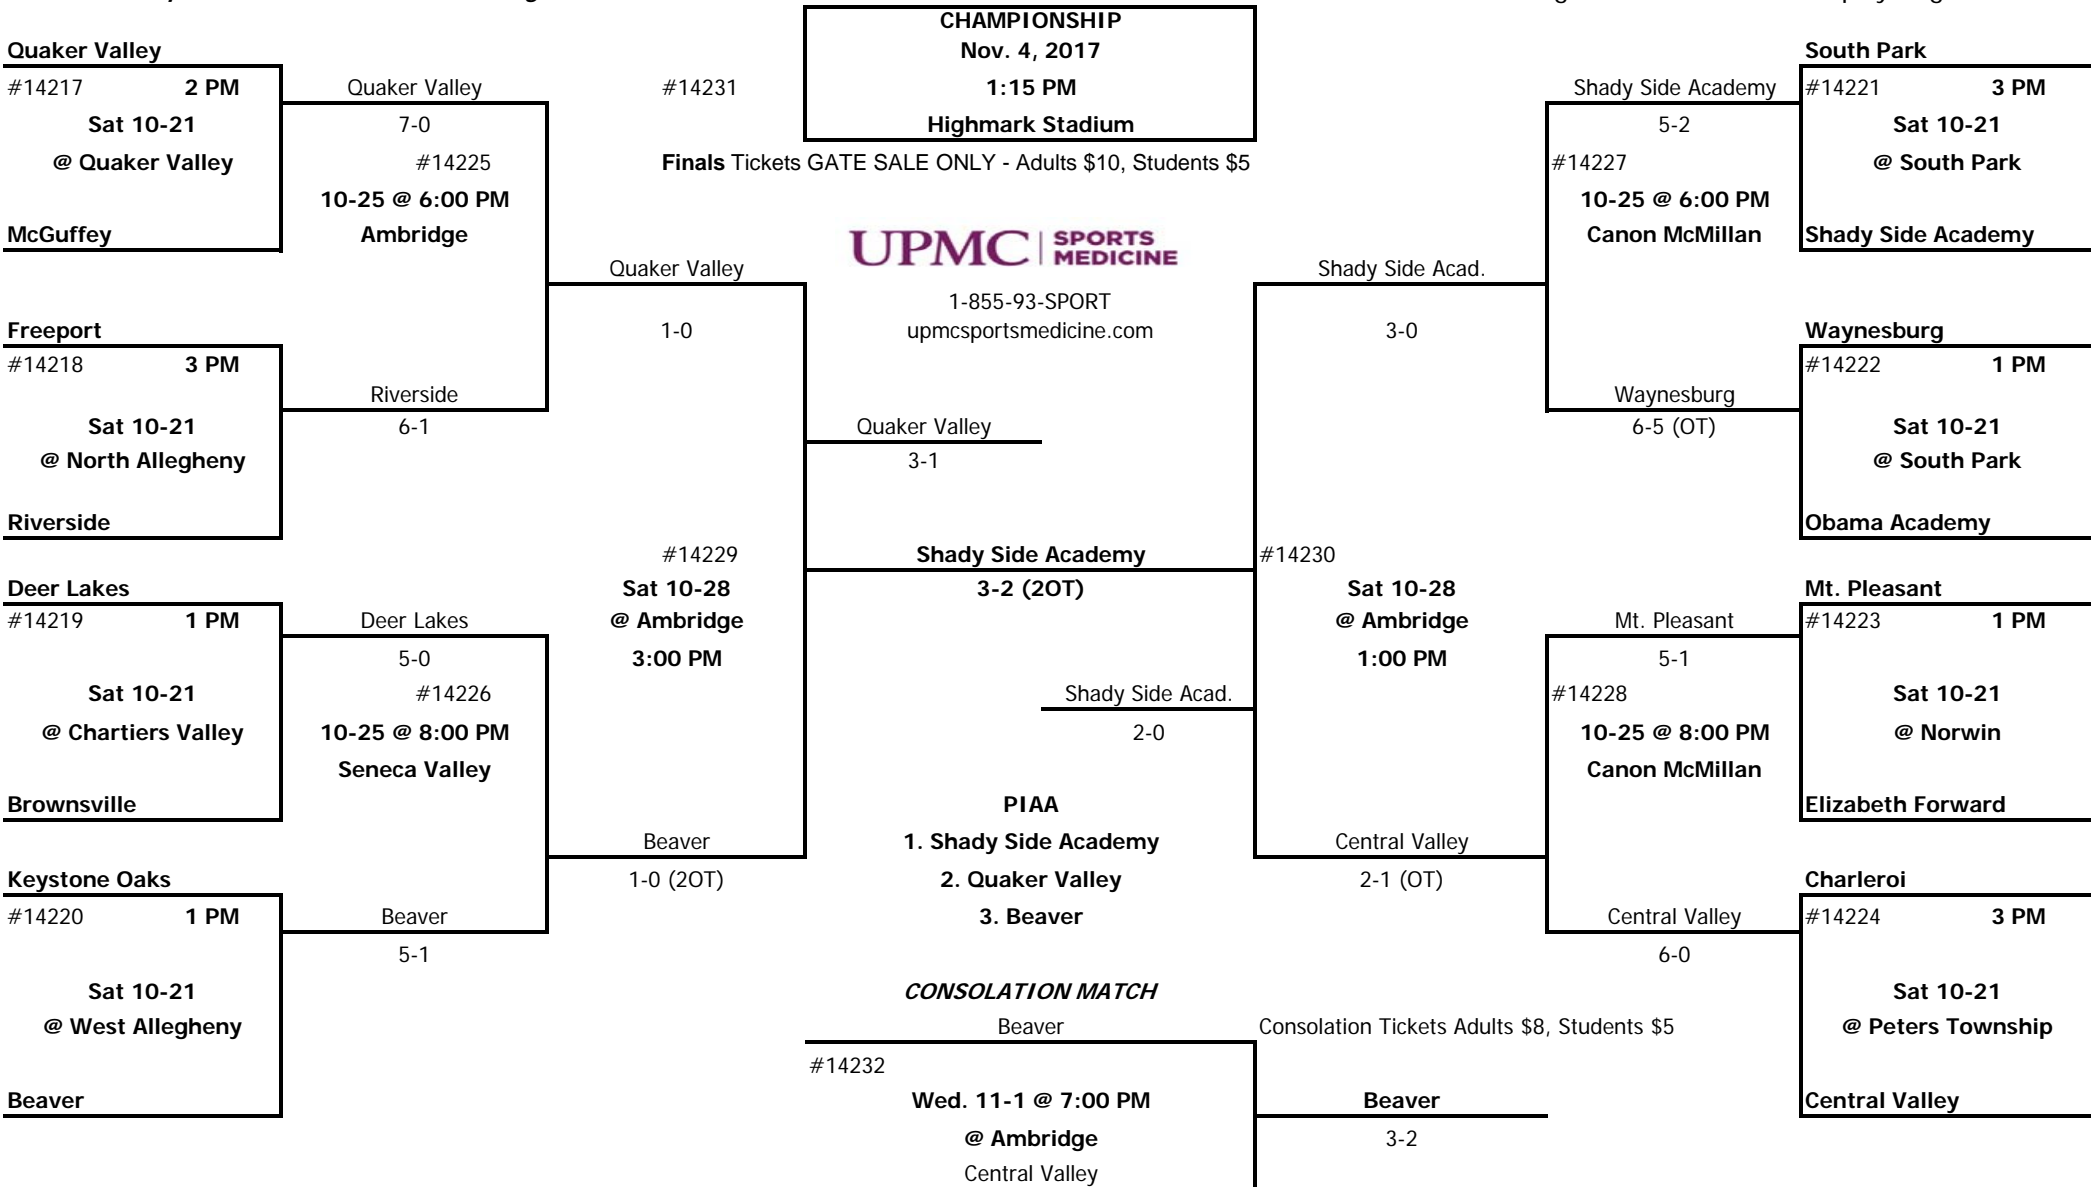 CHAMPIONSHIP
Nov. 4, 2017
1:15 PM
Highmark Stadium
#14231
Finals Tickets GATE SALE ONLY - Adults $10, Students $5
UPMC SPORTS MEDICINE
1-855-93-SPORT
upmcsportsmedicine.com
Quaker Valley
#14217 2 PM
Sat 10-21
@ Quaker Valley
McGuffey
Freeport
#14218 3 PM
Sat 10-21
@ North Allegheny
Riverside
Deer Lakes
#14219 1 PM
Sat 10-21
@ Chartiers Valley
Brownsville
Keystone Oaks
#14220 1 PM
Sat 10-21
@ West Allegheny
Beaver
Quaker Valley
7-0
#14225
10-25 @ 6:00 PM
Ambridge
Riverside
6-1
Deer Lakes
5-0
#14226
10-25 @ 8:00 PM
Seneca Valley
Beaver
5-1
Quaker Valley
1-0
#14229
Sat 10-28
@ Ambridge
3:00 PM
Beaver
1-0 (2OT)
Quaker Valley
3-1
Shady Side Academy
3-2 (2OT)
Shady Side Acad.
2-0
PIAA
1. Shady Side Academy
2. Quaker Valley
3. Beaver
CONSOLATION MATCH
Beaver
#14232
Wed. 11-1 @ 7:00 PM
@ Ambridge
Central Valley
Consolation Tickets Adults $8, Students $5
Beaver
3-2
Shady Side Acad.
3-0
#14230
Sat 10-28
@ Ambridge
1:00 PM
Central Valley
2-1 (OT)
Shady Side Academy
5-2
#14227
10-25 @ 6:00 PM
Canon McMillan
Waynesburg
6-5 (OT)
Mt. Pleasant
5-1
#14228
10-25 @ 8:00 PM
Canon McMillan
Central Valley
6-0
South Park
#14221 3 PM
Sat 10-21
@ South Park
Shady Side Academy
Waynesburg
#14222 1 PM
Sat 10-21
@ South Park
Obama Academy
Mt. Pleasant
#14223 1 PM
Sat 10-21
@ Norwin
Elizabeth Forward
Charleroi
#14224 3 PM
Sat 10-21
@ Peters Township
Central Valley